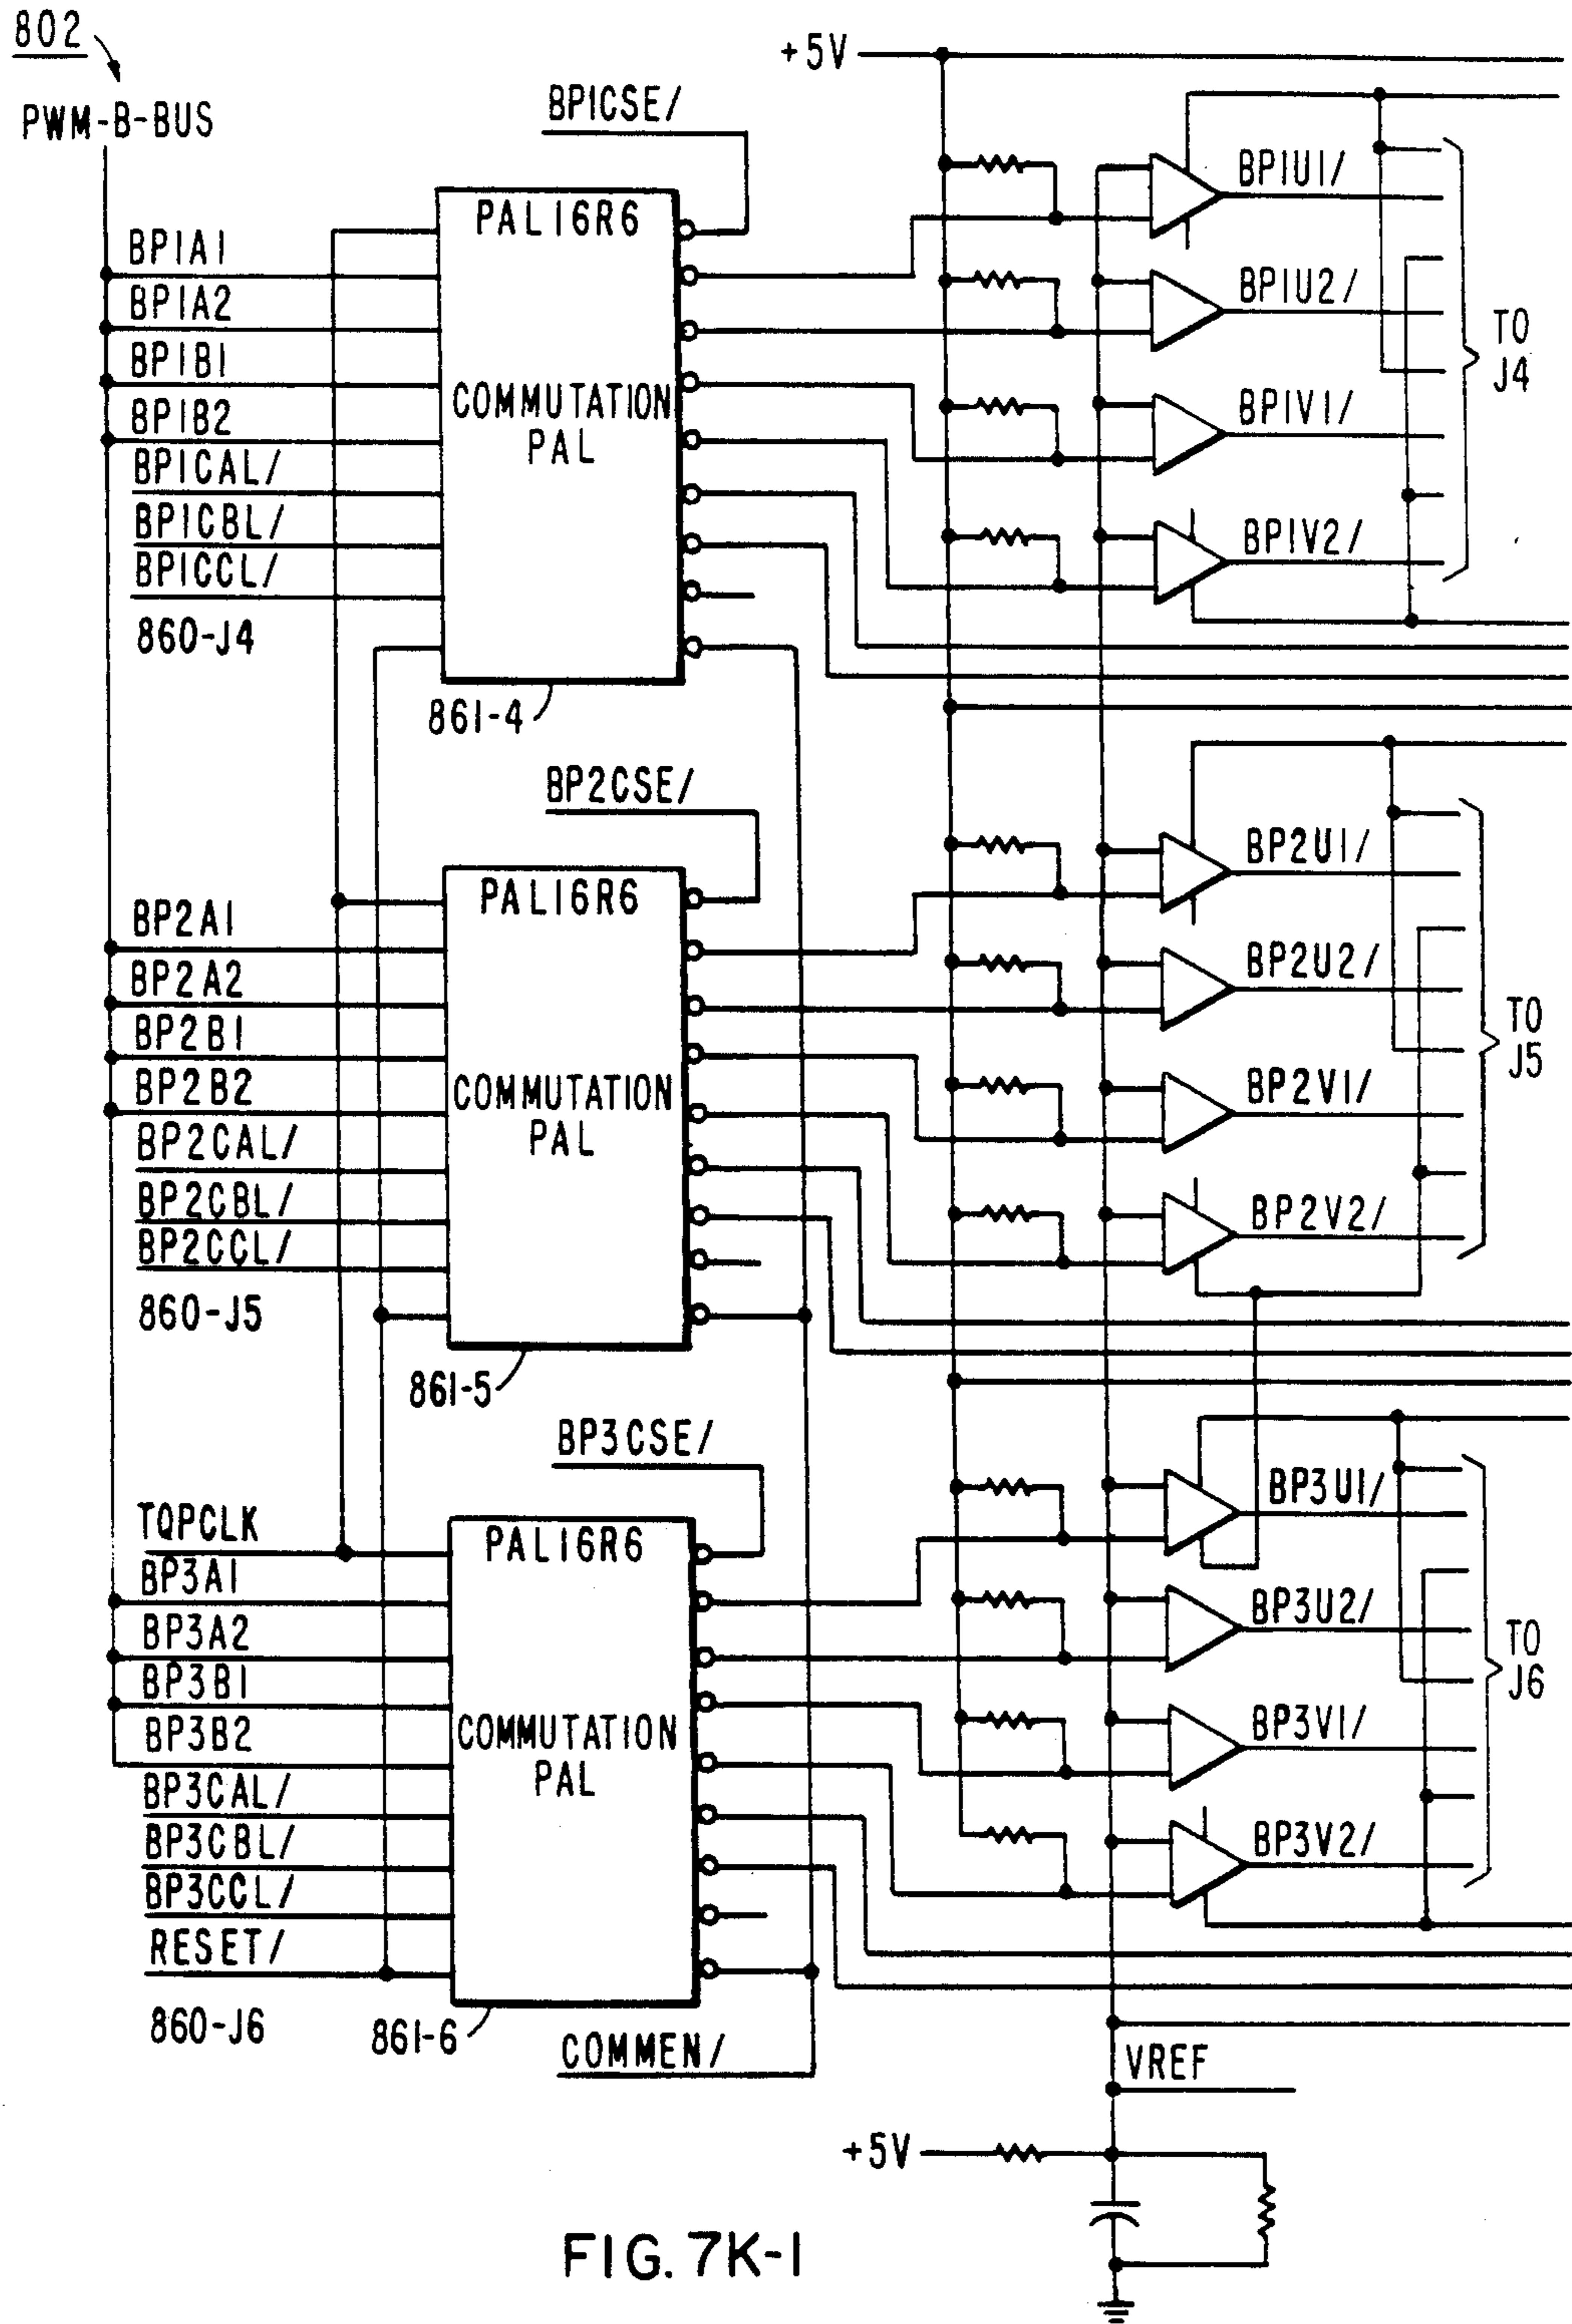 802
PWM-B-BUS
+5V
BP1CSE/
PAL16R6
COMMUTATION
PAL
BP1A1
BP1A2
BP1B1
BP1B2
BP1CAL/
BP1CBL/
BP1CCL/
860-J4
861-4
BP1U1/
BP1U2/
BP1V1/
BP1V2/
TO
J4
BP2CSE/
PAL16R6
COMMUTATION
PAL
BP2A1
BP2A2
BP2B1
BP2B2
BP2CAL/
BP2CBL/
BP2CCL/
860-J5
861-5
BP2U1/
BP2U2/
BP2V1/
BP2V2/
TO
J5
BP3CSE/
PAL16R6
COMMUTATION
PAL
TQPCLK
BP3A1
BP3A2
BP3B1
BP3B2
BP3CAL/
BP3CBL/
BP3CCL/
RESET/
860-J6
861-6
COMMEN/
BP3U1/
BP3U2/
BP3V1/
BP3V2/
TO
J6
VREF
+5V
FIG. 7K-1